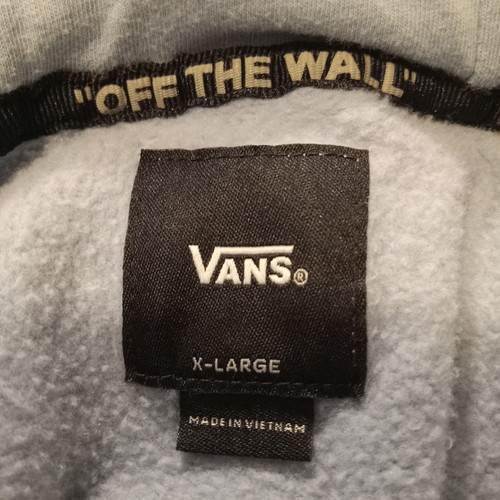 "OFF THE WALL"
VANS®
X-LARGE
MADE IN VIETNAM